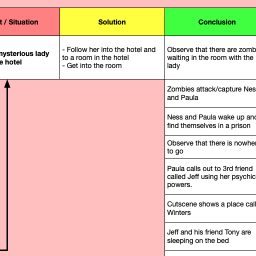 t / Situation
Solution
Conclusion
mysterious lady
e hotel
- Follow her into the hotel and
to a room in the hotel
- Get into the room
Observe that there are zomb
waiting in the room with the
lady
Zombies attack/capture Nes
and Paula
Ness and Paula wake up and
find themselves in a prison
Observe that there is nowhe
to go
Paula calls out to 3rd friend
called Jeff using her psychic
powers.
Cutscene shows a place call
Winters
Jeff and his friend Tony are
sleeping on the bed